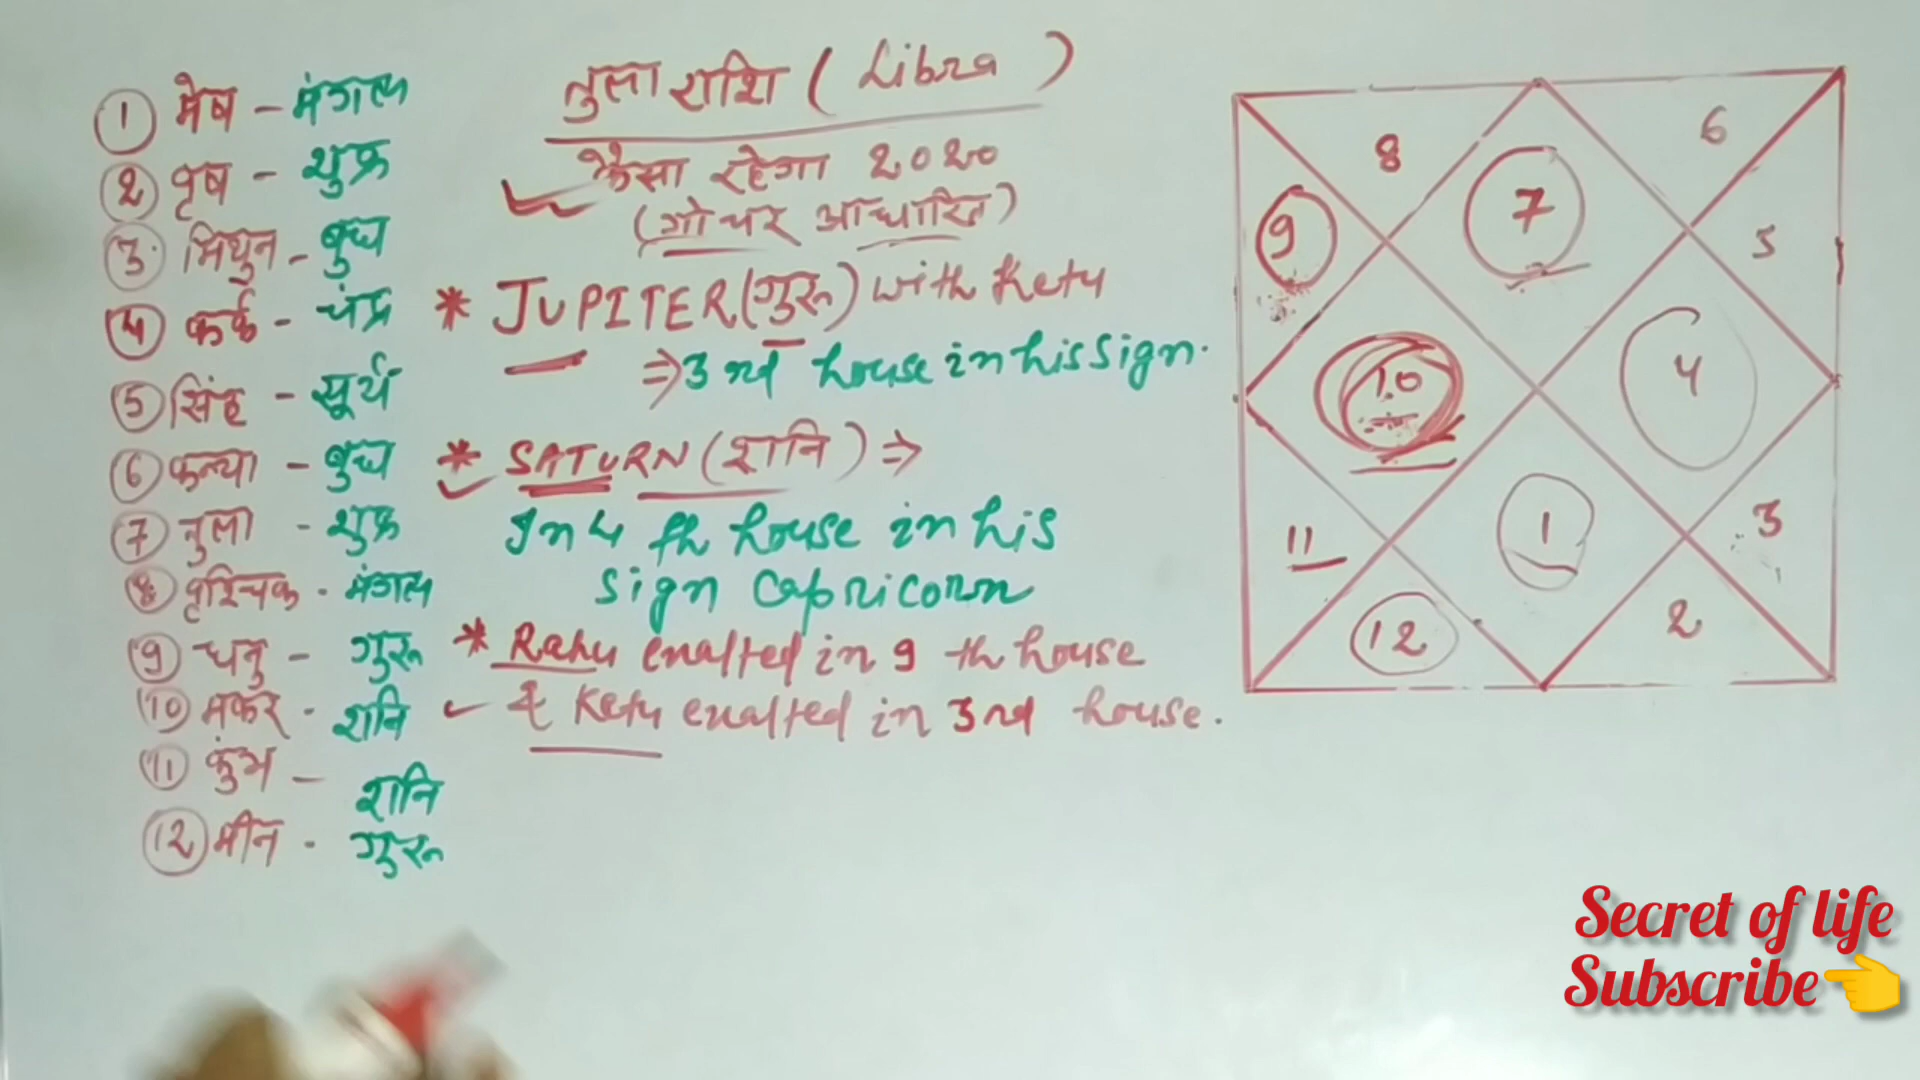 1 मेष - मंगल
2 वृष - शुक्र
3 मिथुन - बुध
4 कर्क - चंद्र
5 सिंह - सूर्य
6 कन्या - बुध
7 तुला - शुक्र
8 वृश्चिक - मंगल
9 धनु - गुरू
10 मकर - शनि
11 कुंभ - शनि
12 मीन - गुरू
तुला राशि ( Libra )
कैसा रहेगा 2020
(गोचर आधारित)
* JUPITER (गुरू) with Ketu
⇒ 3rd house in his sign.
* SATURN (शनि) ⇒
In 4th house in his
sign Capricorn
* Rahu exalted in 9th house
& Ketu exalted in 3rd house.
8
7
6
9
5
10
4
11
1
3
12
2
Secret of life
Subscribe